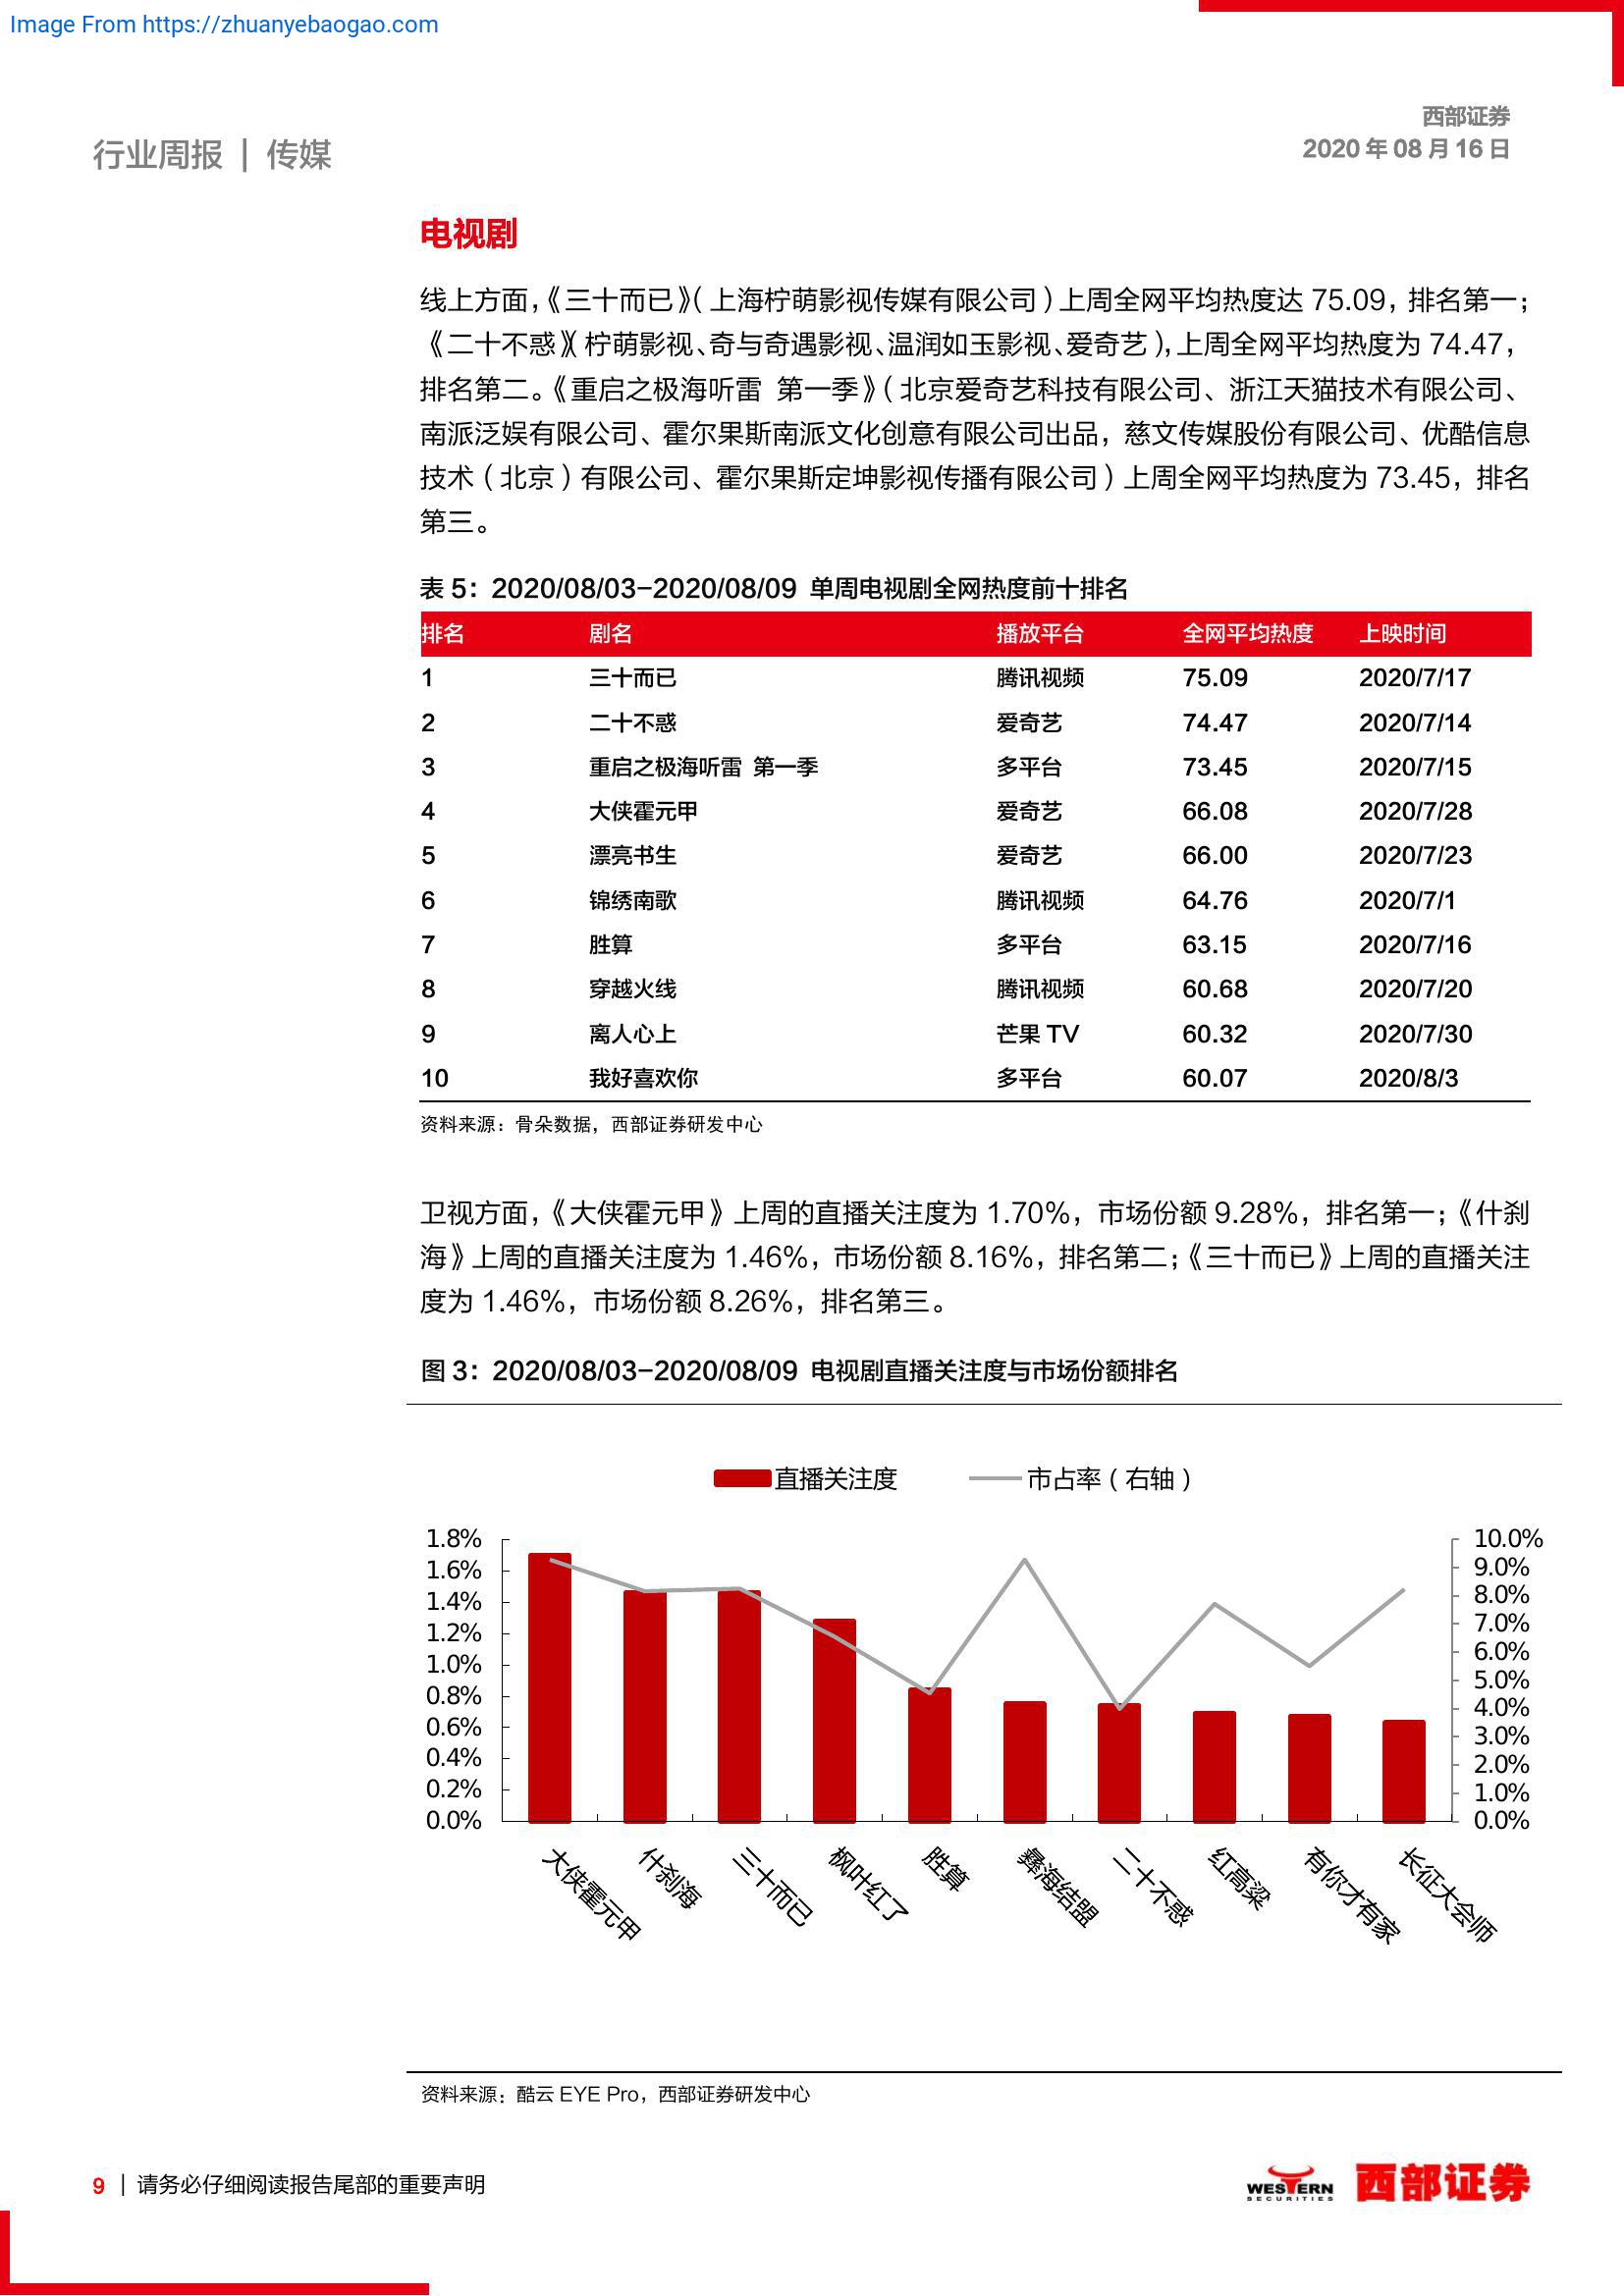 Image From https://zhuanyebaogao.com
西部证券
2020 年 08 月 16 日
行业周报 | 传媒
电视剧
线上方面，《三十而已》（上海柠萌影视传媒有限公司）上周全网平均热度达 75.09，排名第一；
《二十不惑》（柠萌影视、奇与奇遇影视、温润如玉影视、爱奇艺），上周全网平均热度为 74.47，
排名第二。《重启之极海听雷 第一季》（北京爱奇艺科技有限公司、浙江天猫技术有限公司、
南派泛娱有限公司、霍尔果斯南派文化创意有限公司出品，慈文传媒股份有限公司、优酷信息
技术（北京）有限公司、霍尔果斯定坤影视传播有限公司）上周全网平均热度为 73.45，排名
第三。
表 5：2020/08/03-2020/08/09 单周电视剧全网热度前十排名
排名 剧名 播放平台 全网平均热度 上映时间
1 三十而已 腾讯视频 75.09 2020/7/17
2 二十不惑 爱奇艺 74.47 2020/7/14
3 重启之极海听雷 第一季 多平台 73.45 2020/7/15
4 大侠霍元甲 爱奇艺 66.08 2020/7/28
5 漂亮书生 爱奇艺 66.00 2020/7/23
6 锦绣南歌 腾讯视频 64.76 2020/7/1
7 胜算 多平台 63.15 2020/7/16
8 穿越火线 腾讯视频 60.68 2020/7/20
9 离人心上 芒果 TV 60.32 2020/7/30
10 我好喜欢你 多平台 60.07 2020/8/3
资料来源：骨朵数据，西部证券研发中心
卫视方面，《大侠霍元甲》上周的直播关注度为 1.70%，市场份额 9.28%，排名第一；《什刹
海》上周的直播关注度为 1.46%，市场份额 8.16%，排名第二；《三十而已》上周的直播关注
度为 1.46%，市场份额 8.26%，排名第三。
图 3：2020/08/03-2020/08/09 电视剧直播关注度与市场份额排名
直播关注度 市占率（右轴）
1.8% 10.0%
1.6% 9.0%
1.4% 8.0%
1.2% 7.0%
1.0% 6.0%
0.8% 5.0%
0.6% 4.0%
0.4% 3.0%
0.2% 2.0%
0.0% 1.0%
0.0%
大侠霍元甲
什刹海
三十而已
枫叶红了
胜算
彝海结盟
二十不惑
红高粱
有你才有家
长征大会师
资料来源：酷云 EYE Pro，西部证券研发中心
9 | 请务必仔细阅读报告尾部的重要声明
WESTERN
SECURITIES
西部证券